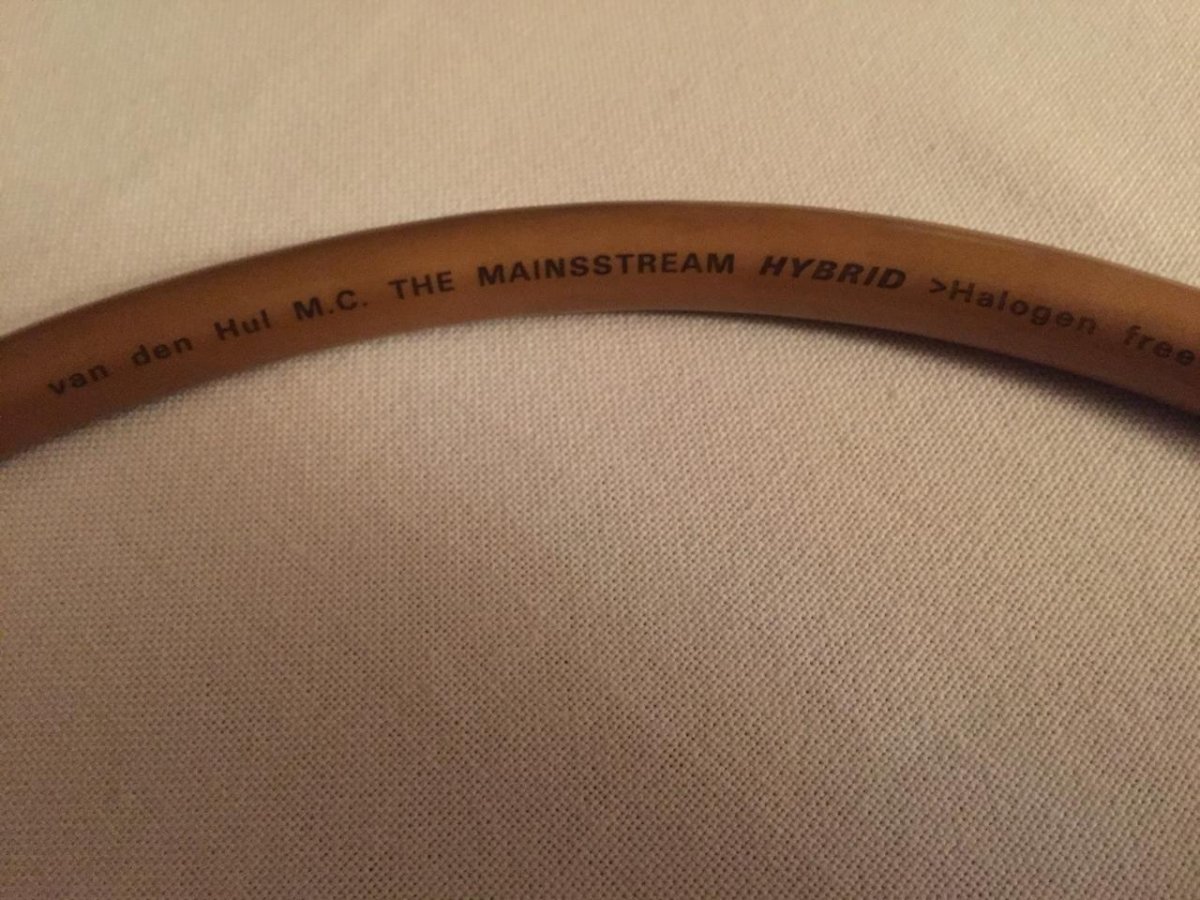 van den Hul M.C. THE MAINSSTREAM HYBRID >Halogen free